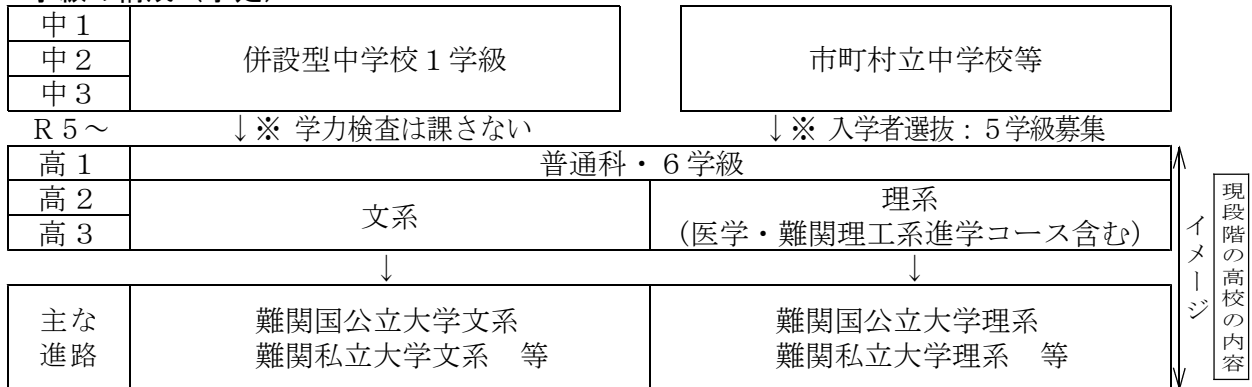 中１
中２
中３
併設型中学校１学級
市町村立中学校等
Ｒ５～
↓※ 学力検査は課さない
↓※ 入学者選抜：５学級募集
高１
普通科・６学級
高２
高３
文系
理系
（医学・難関理工系進学コース含む）
↓
↓
主な
進路
難関国公立大学文系
難関私立大学文系　等
難関国公立大学理系
難関私立大学理系　等
現段階の高校の内容
イメージ